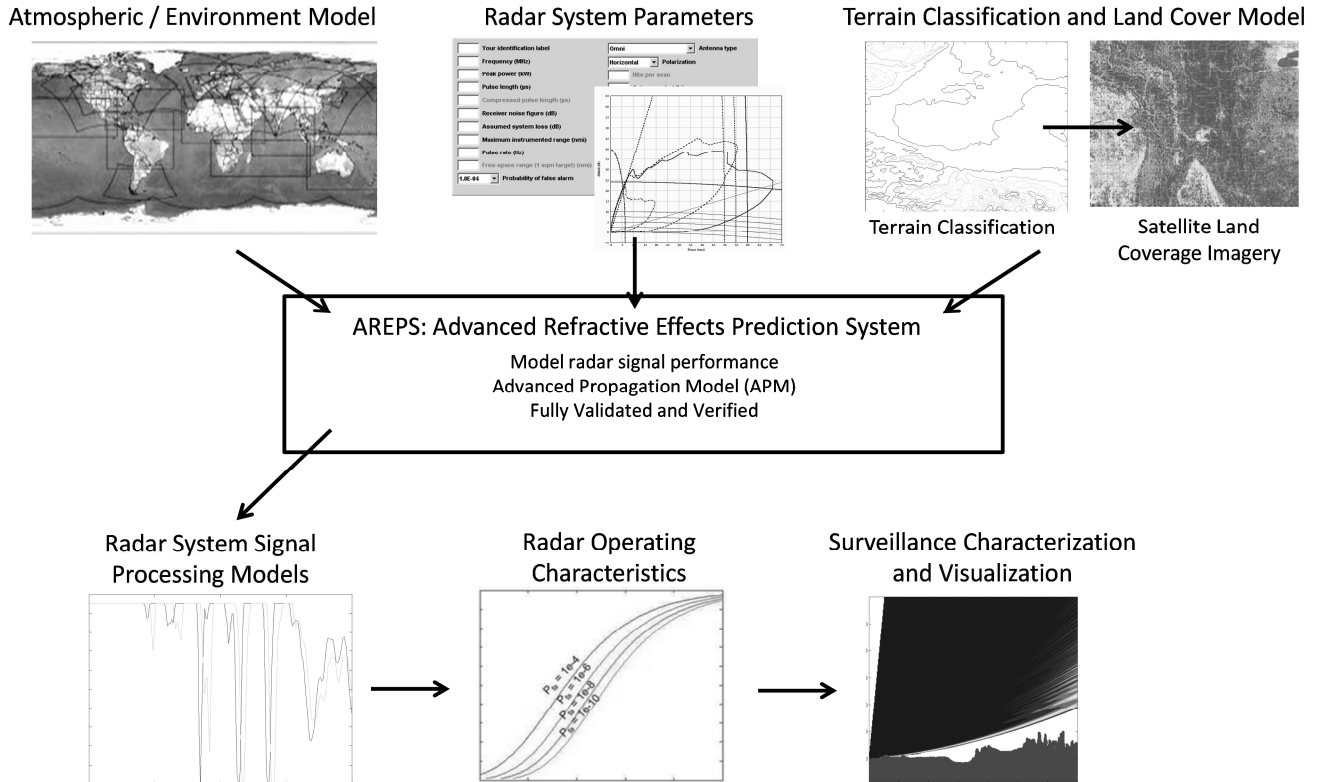 Atmospheric / Environment Model
Radar System Parameters
Terrain Classification and Land Cover Model
Your identification label
Frequency (MHz)
Peak power (kW)
Pulse length (µs)
Compressed pulse length (µs)
Receiver noise figure (dB)
Assumed system loss (dB)
Maximum instrumented range (nmi)
Pulse rate (Hz)
Free-space range (1 sqm target) (nmi)
1.0E-04 Probability of false alarm
Omni Antenna type
Horizontal Polarization
Hits per scan
Terrain Classification
Satellite Land
Coverage Imagery
AREPS: Advanced Refractive Effects Prediction System
Model radar signal performance
Advanced Propagation Model (APM)
Fully Validated and Verified
Radar System Signal
Processing Models
Radar Operating
Characteristics
Pfa = 1e-4
Pfa = 1e-6
Pfa = 1e-8
Pfa = 1e-10
Surveillance Characterization
and Visualization